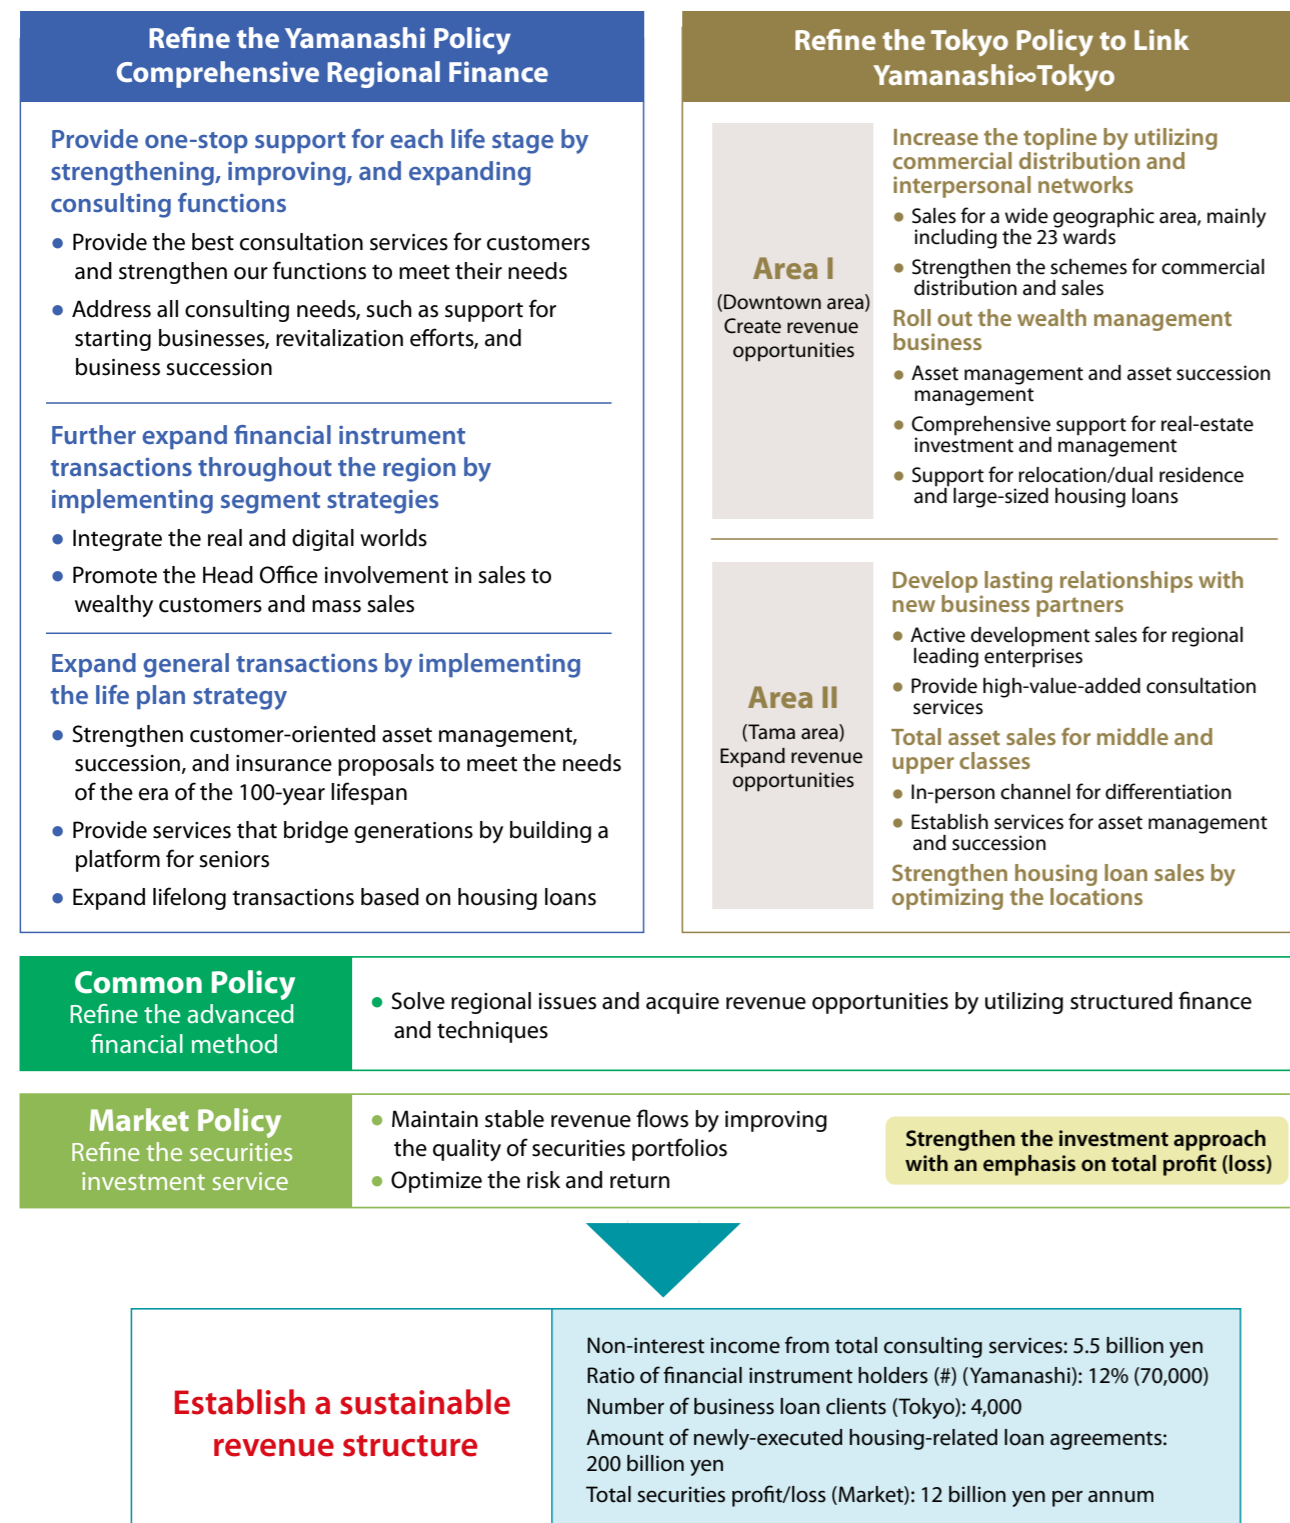 Refine the Yamanashi Policy
Comprehensive Regional Finance
Provide one-stop support for each life stage by
strengthening, improving, and expanding
consulting functions
● Provide the best consultation services for customers
and strengthen our functions to meet their needs
● Address all consulting needs, such as support for
starting businesses, revitalization efforts, and
business succession
Further expand financial instrument
transactions throughout the region by
implementing segment strategies
● Integrate the real and digital worlds
● Promote the Head Office involvement in sales to
wealthy customers and mass sales
Expand general transactions by implementing
the life plan strategy
● Strengthen customer-oriented asset management,
succession, and insurance proposals to meet the needs
of the era of the 100-year lifespan
● Provide services that bridge generations by building a
platform for seniors
● Expand lifelong transactions based on housing loans
Refine the Tokyo Policy to Link
Yamanashi∞Tokyo
Area I
(Downtown area)
Create revenue
opportunities
Increase the topline by utilizing
commercial distribution and
interpersonal networks
● Sales for a wide geographic area, mainly
including the 23 wards
● Strengthen the schemes for commercial
distribution and sales
Roll out the wealth management
business
● Asset management and asset succession
management
● Comprehensive support for real-estate
investment and management
● Support for relocation/dual residence
and large-sized housing loans
Area II
(Tama area)
Expand revenue
opportunities
Develop lasting relationships with
new business partners
● Active development sales for regional
leading enterprises
● Provide high-value-added consultation
services
Total asset sales for middle and
upper classes
● In-person channel for differentiation
● Establish services for asset management
and succession
Strengthen housing loan sales by
optimizing the locations
Common Policy
Refine the advanced
financial method
● Solve regional issues and acquire revenue opportunities by utilizing structured finance
and techniques
Market Policy
Refine the securities
investment service
● Maintain stable revenue flows by improving
the quality of securities portfolios
● Optimize the risk and return
Strengthen the investment approach
with an emphasis on total profit (loss)
Establish a sustainable
revenue structure
Non-interest income from total consulting services: 5.5 billion yen
Ratio of financial instrument holders (#) (Yamanashi): 12% (70,000)
Number of business loan clients (Tokyo): 4,000
Amount of newly-executed housing-related loan agreements:
200 billion yen
Total securities profit/loss (Market): 12 billion yen per annum